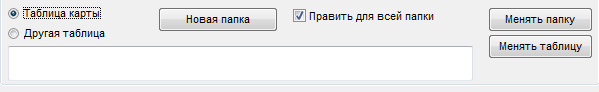 Таблица карты
Новая папка
Править для всей папки
Менять папку
Другая таблица
Менять таблицу